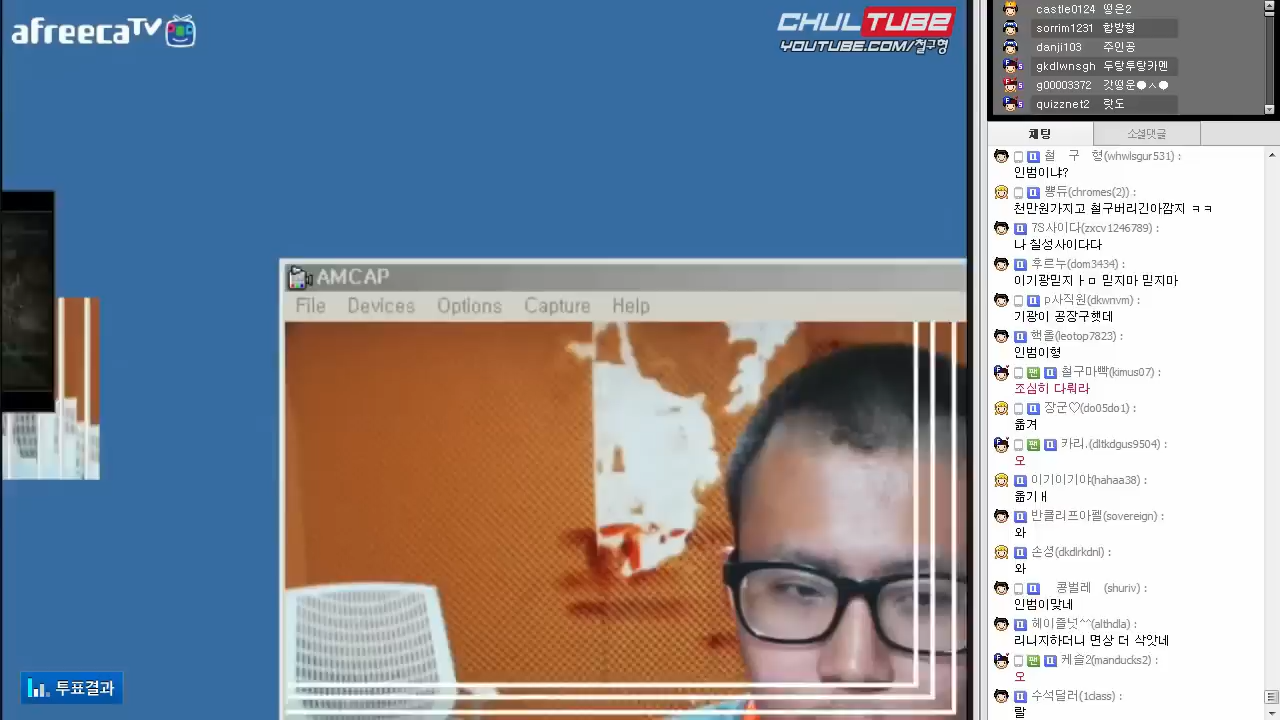 afreecaTV
CHULTUBE
YOUTUBE.COM/철구형
castle0124 띵은2
sorrim1231 항방형
danji103 주인공
gkdlwnsgh 두탕투탕카멘
g00003372 갓영운●ㅅ●
quizznet2 랏도
채팅
소셜댓글
철 구 형(whwlsgur531) :
인범이냐?
뿅듀(chromes(2)) :
천만원가지고 철구버리긴아깝지 ㅋㅋ
7S사이다(zxcv1246789) :
나 칠성사이다다
후르누(dom3434) :
이기광믿지ㅏㅁ 믿지마 믿지마
p사직원(dkwnvm) :
기광이 공장구했데
핵올(leotop7823) :
인범이형
철구마빡(kimus07) :
조심히 다뤄라
장군♡(do05do1) :
옮겨
카리.(dltkdgus9504) :
오
이기이기야(hahaa38) :
옮기ㅐ
반클리프아펠(sovereign) :
와
손셩(dkdlrkdnl) :
와
콩벌레 (shuriv) :
인범이맞네
헤이즐넛^^(althdla) :
리니지하더니 면상 더 삭앗네
케슬2(manducks2) :
오
수석딜러(1class) :
랄
AMCAP
File Devices Options Capture Help
투표결과